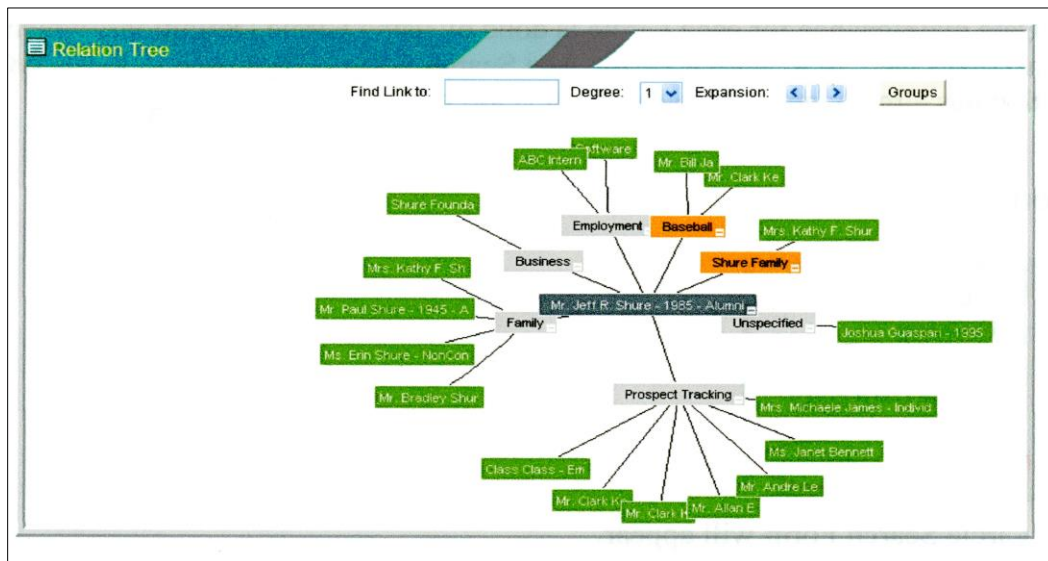 Relation Tree
Find Link to:
Degree: 1 Expansion: Groups
Software
ABC Intern
Mr. Bill Ja
Mr. Clark Ke
Shure Founda
Employment
Baseball
Mrs. Kathy F. Shur
Business
Shure Family
Mrs. Kathy F. Sh
Mr. Jeff R. Shure - 1985 - Alumni
Mr. Paul Shure - 1945 - A
Family
Unspecified
Joshua Guaspari - 1995
Ms. Erin Shure - NonCon
Mr. Bradley Shur
Prospect Tracking
Mrs. Michaele James - Individ
Ms. Janet Bennett
Class Class - Em
Mr. Andre Le
Mr. Clark Ke
Mr. Clark K
Mr. Allan E